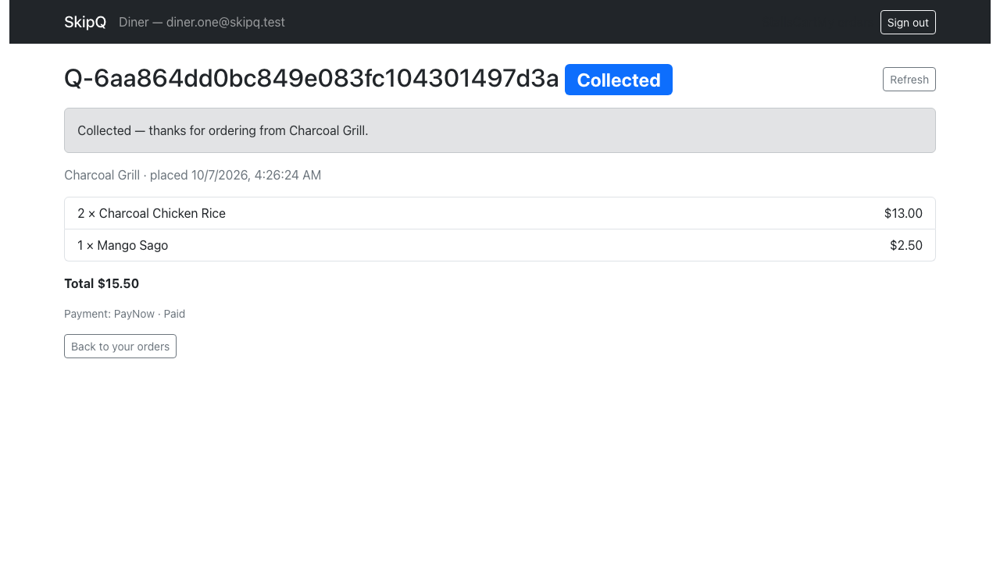 SkipQ Diner — diner.one@skipq.test Sign out
Q-6aa864dd0bc849e083fc104301497d3a Collected Refresh
Collected — thanks for ordering from Charcoal Grill.
Charcoal Grill · placed 10/7/2026, 4:26:24 AM
2 × Charcoal Chicken Rice $13.00
1 × Mango Sago $2.50
Total $15.50
Payment: PayNow · Paid
Back to your orders